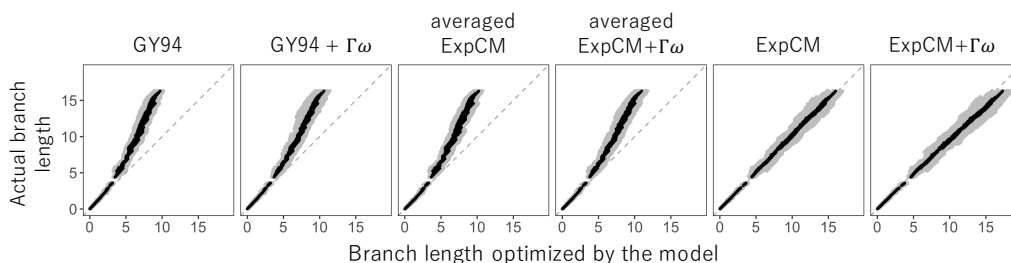 GY94
GY94 + Γω
averaged
ExpCM
averaged
ExpCM+Γω
ExpCM
ExpCM+Γω
Actual branch
length
15
10
5
0
0 5 10 15
0 5 10 15
0 5 10 15
0 5 10 15
0 5 10 15
0 5 10 15
Branch length optimized by the model